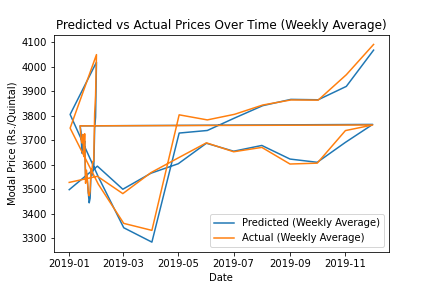 Predicted vs Actual Prices Over Time (Weekly Average)
4100
4000
3900
3800
3700
3600
3500
3400
3300
Modal Price (Rs./Quintal)
2019-01 2019-03 2019-05 2019-07 2019-09 2019-11
Date
Predicted (Weekly Average)
Actual (Weekly Average)